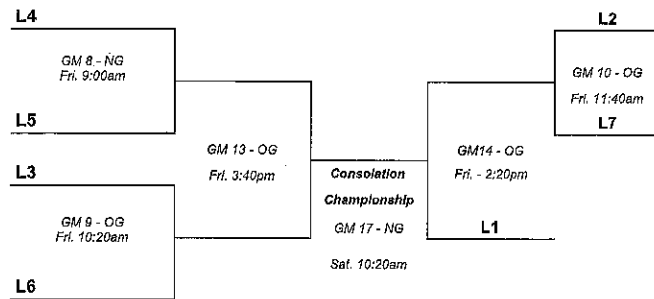 L4
GM 8 - NG
Fri. 9:00am
L5
L3
GM 9 - OG
Fri. 10:20am
L6
GM 13 - OG
Fri. 3:40pm
Consolation
Championship
GM 17 - NG
Sat. 10:20am
GM14 - OG
Fri. - 2:20pm
L1
L2
GM 10 - OG
Fri. 11:40am
L7